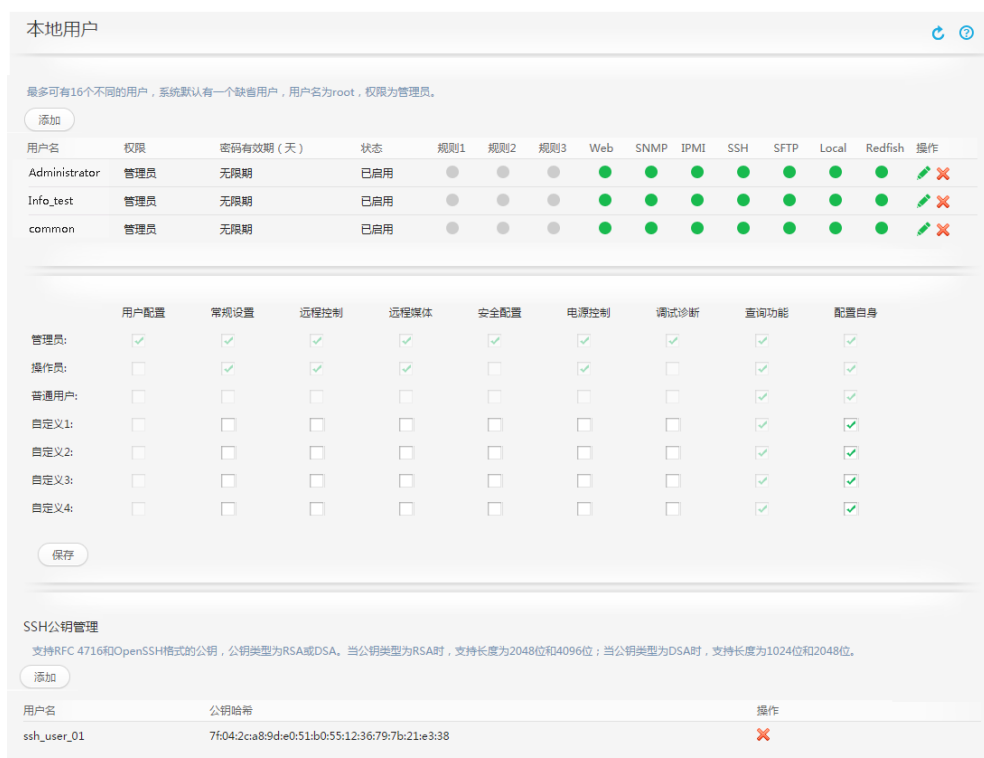 本地用户
最多可有16个不同的用户，系统默认有一个缺省用户，用户名为root，权限为管理员。
添加
用户名 权限 密码有效期（天） 状态 规则1 规则2 规则3 Web SNMP IPMI SSH SFTP Local Redfish 操作
Administrator 管理员 无限期 已启用
Info_test 管理员 无限期 已启用
common 管理员 无限期 已启用
用户配置 常规设置 远程控制 远程媒体 安全配置 电源控制 调试诊断 查询功能 配置自身
管理员:
操作员:
普通用户:
自定义1:
自定义2:
自定义3:
自定义4:
保存
SSH公钥管理
支持RFC 4716和OpenSSH格式的公钥，公钥类型为RSA或DSA。当公钥类型为RSA时，支持长度为2048位和4096位；当公钥类型为DSA时，支持长度为1024位和2048位。
添加
用户名 公钥哈希 操作
ssh_user_01 7f:04:2c:a8:9d:e0:51:b0:55:12:36:79:7b:21:e3:38